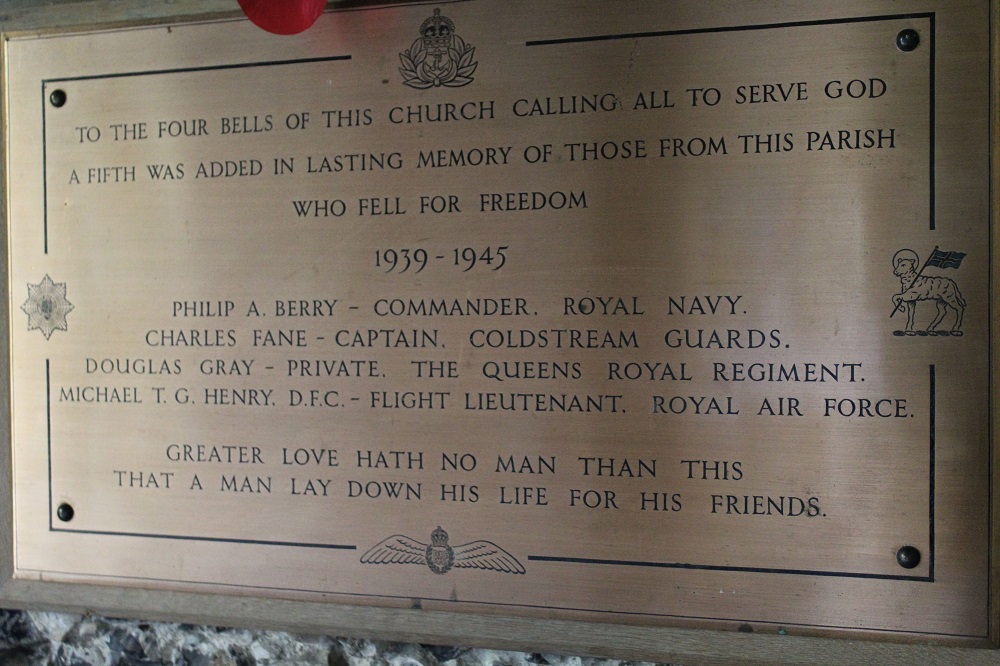 TO THE FOUR BELLS OF THIS CHURCH CALLING ALL TO SERVE GOD
A FIFTH WAS ADDED IN LASTING MEMORY OF THOSE FROM THIS PARISH
WHO FELL FOR FREEDOM
1939 - 1945
PHILIP A. BERRY - COMMANDER. ROYAL NAVY.
CHARLES FANE - CAPTAIN. COLDSTREAM GUARDS.
DOUGLAS GRAY - PRIVATE. THE QUEENS ROYAL REGIMENT.
MICHAEL T. G. HENRY. D.F.C. - FLIGHT LIEUTENANT. ROYAL AIR FORCE.
GREATER LOVE HATH NO MAN THAN THIS
THAT A MAN LAY DOWN HIS LIFE FOR HIS FRIENDS.